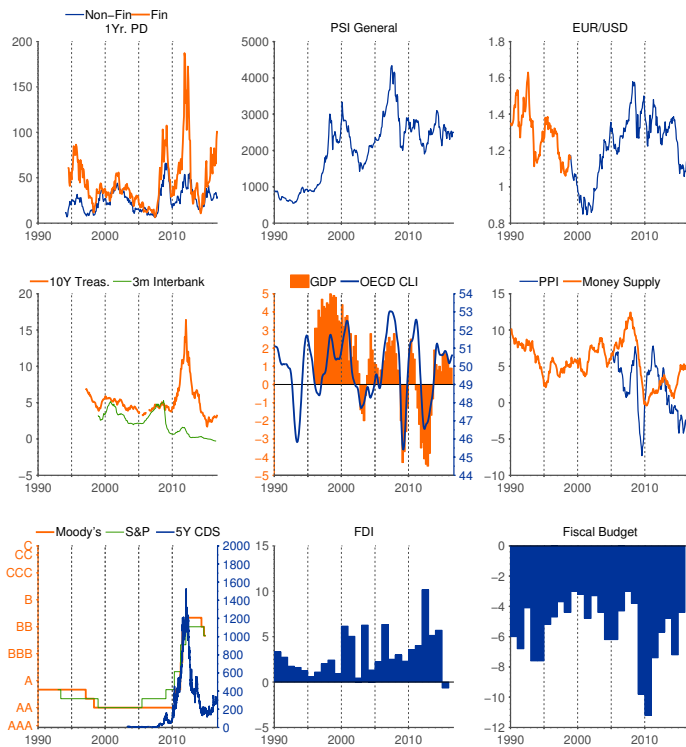 Non−Fin Fin
1Yr. PD
PSI General
EUR/USD
200
150
100
50
0
1990 2000 2010
5000
4000
3000
2000
1000
0
1990 2000 2010
1.8
1.6
1.4
1.2
1
0.8
1990 2000 2010
10Y Treas. 3m Interbank
GDP OECD CLI
PPI Money Supply
20
15
10
5
0
−5
1990 2000 2010
5
4
3
2
1
0
−1
−2
−3
−4
−5
1990 2000 2010
54
53
52
51
50
49
48
47
46
45
44
15
10
5
0
−5
−10
1990 2000 2010
Moody's S&P 5Y CDS
FDI
Fiscal Budget
C
CC
CCC
B
BB
BBB
A
AA
AAA
1990 2000 2010
2000
1800
1600
1400
1200
1000
800
600
400
200
0
15
10
5
0
−5
1990 2000 2010
0
−2
−4
−6
−8
−10
−12
1990 2000 2010